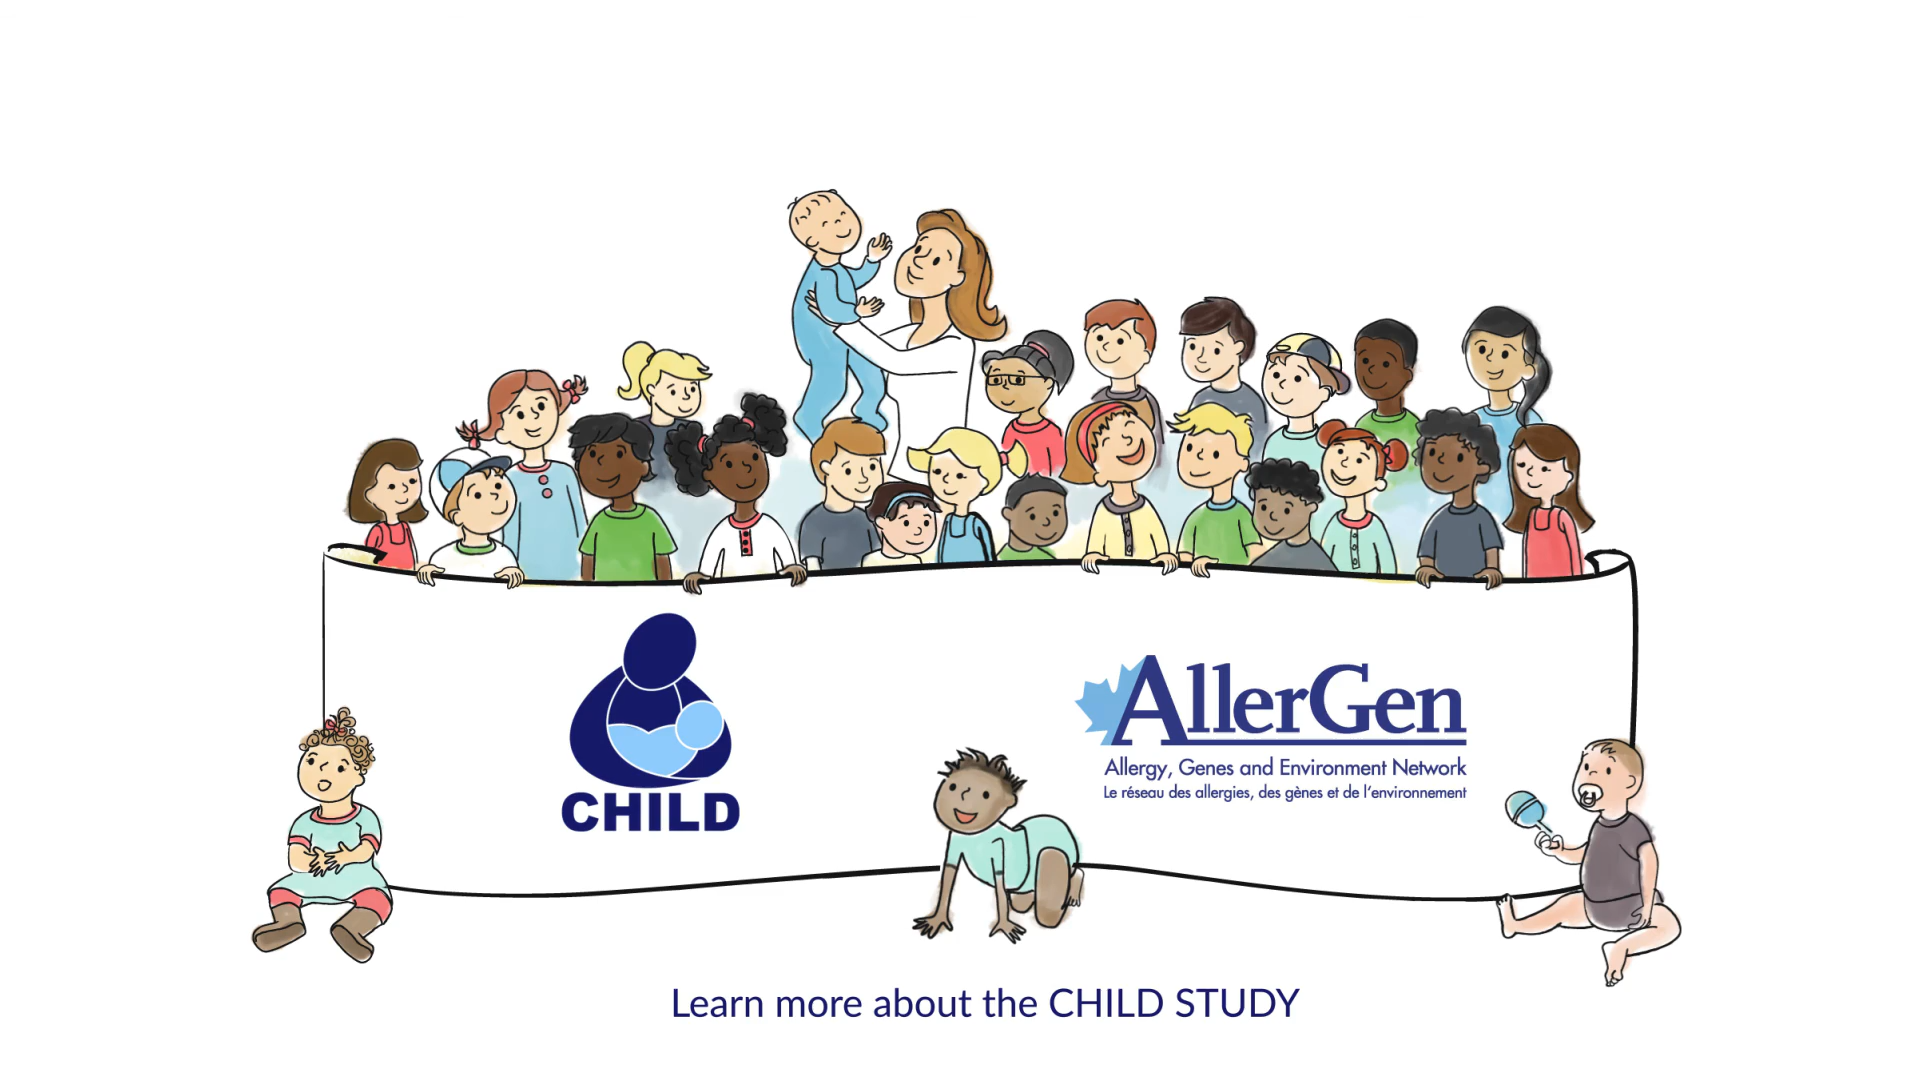 CHILD
AllerGen
Allergy, Genes and Environment Network
Le réseau des allergies, des gènes et de l'environnement
Learn more about the CHILD STUDY